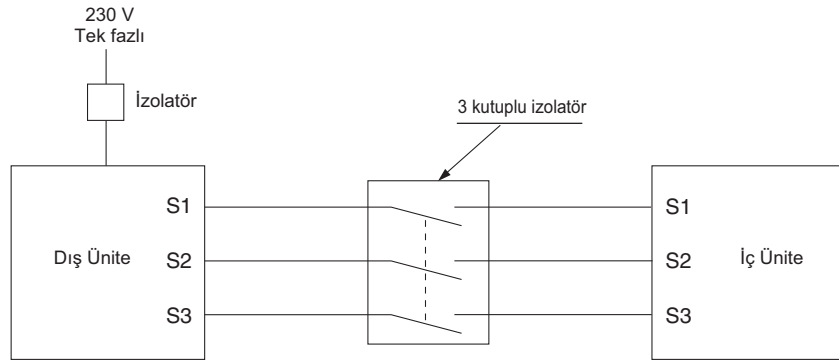 230 V
Tek fazlı
İzolatör
3 kutuplu izolatör
S1
S1
Dış Ünite
S2
S2
İç Ünite
S3
S3